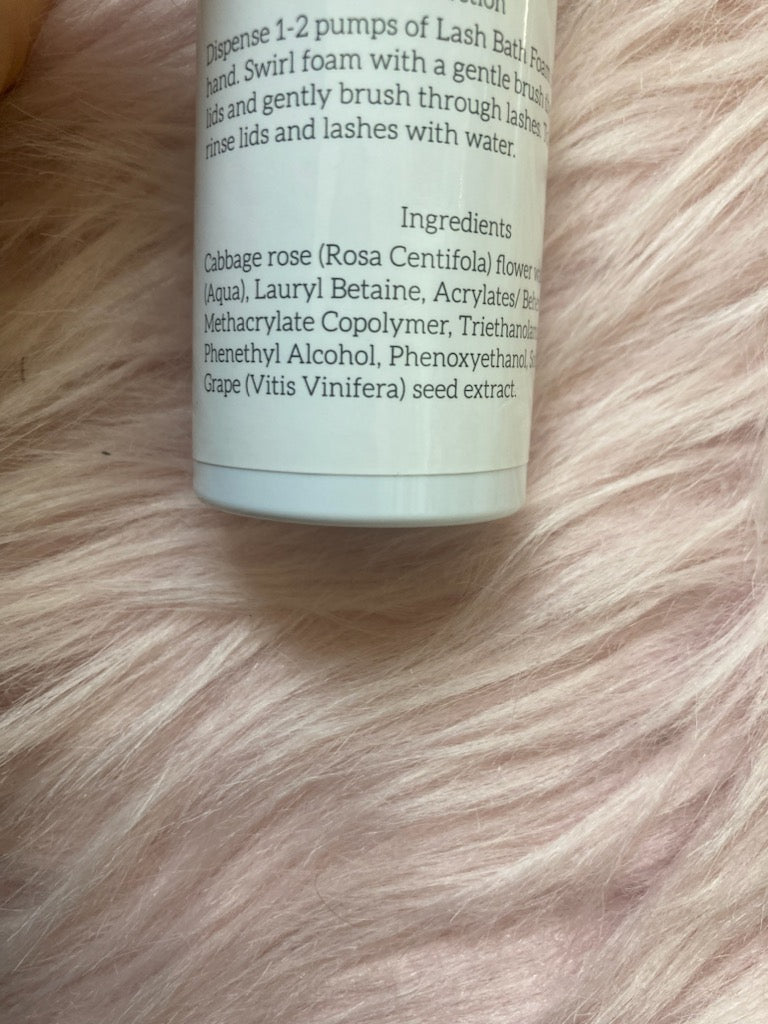 Dispense 1-2 pumps of Lash Bath
hand. Swirl foam with a gentle brush
lids and gently brush through lashes.
rinse lids and lashes with water.
Ingredients
Cabbage rose (Rosa Centifola) flower
(Aqua), Lauryl Betaine, Acrylates/
Methacrylate Copolymer,
Phenethyl Alcohol, Phenoxyethanol,
Grape (Vitis Vinifera) seed extract.